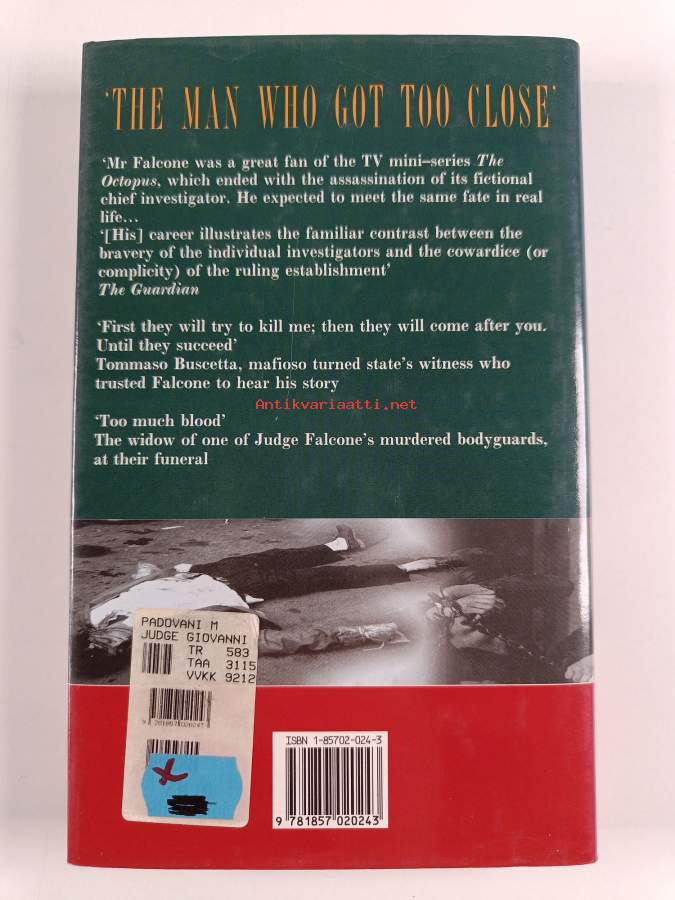 ‘THE MAN WHO GOT TOO CLOSE’
‘Mr Falcone was a great fan of the TV mini–series The
Octopus, which ended with the assassination of its fictional
chief investigator. He expected to meet the same fate in real
life…
‘[His] career illustrates the familiar contrast between the
bravery of the individual investigators and the cowardice (or
complicity) of the ruling establishment’
The Guardian
‘First they will try to kill me; then they will come after you.
Until they succeed’
Tommaso Buscetta, mafioso turned state’s witness who
trusted Falcone to hear his story
Antikvariaatti.net
‘Too much blood’
The widow of one of Judge Falcone’s murdered bodyguards,
at their funeral
PADOVANI M
JUDGE GIOVANNI
TR 583
TAA 3115
VVKK 9212
9 781857 020243
ISBN 1-85702-024-3
9 781857 020243